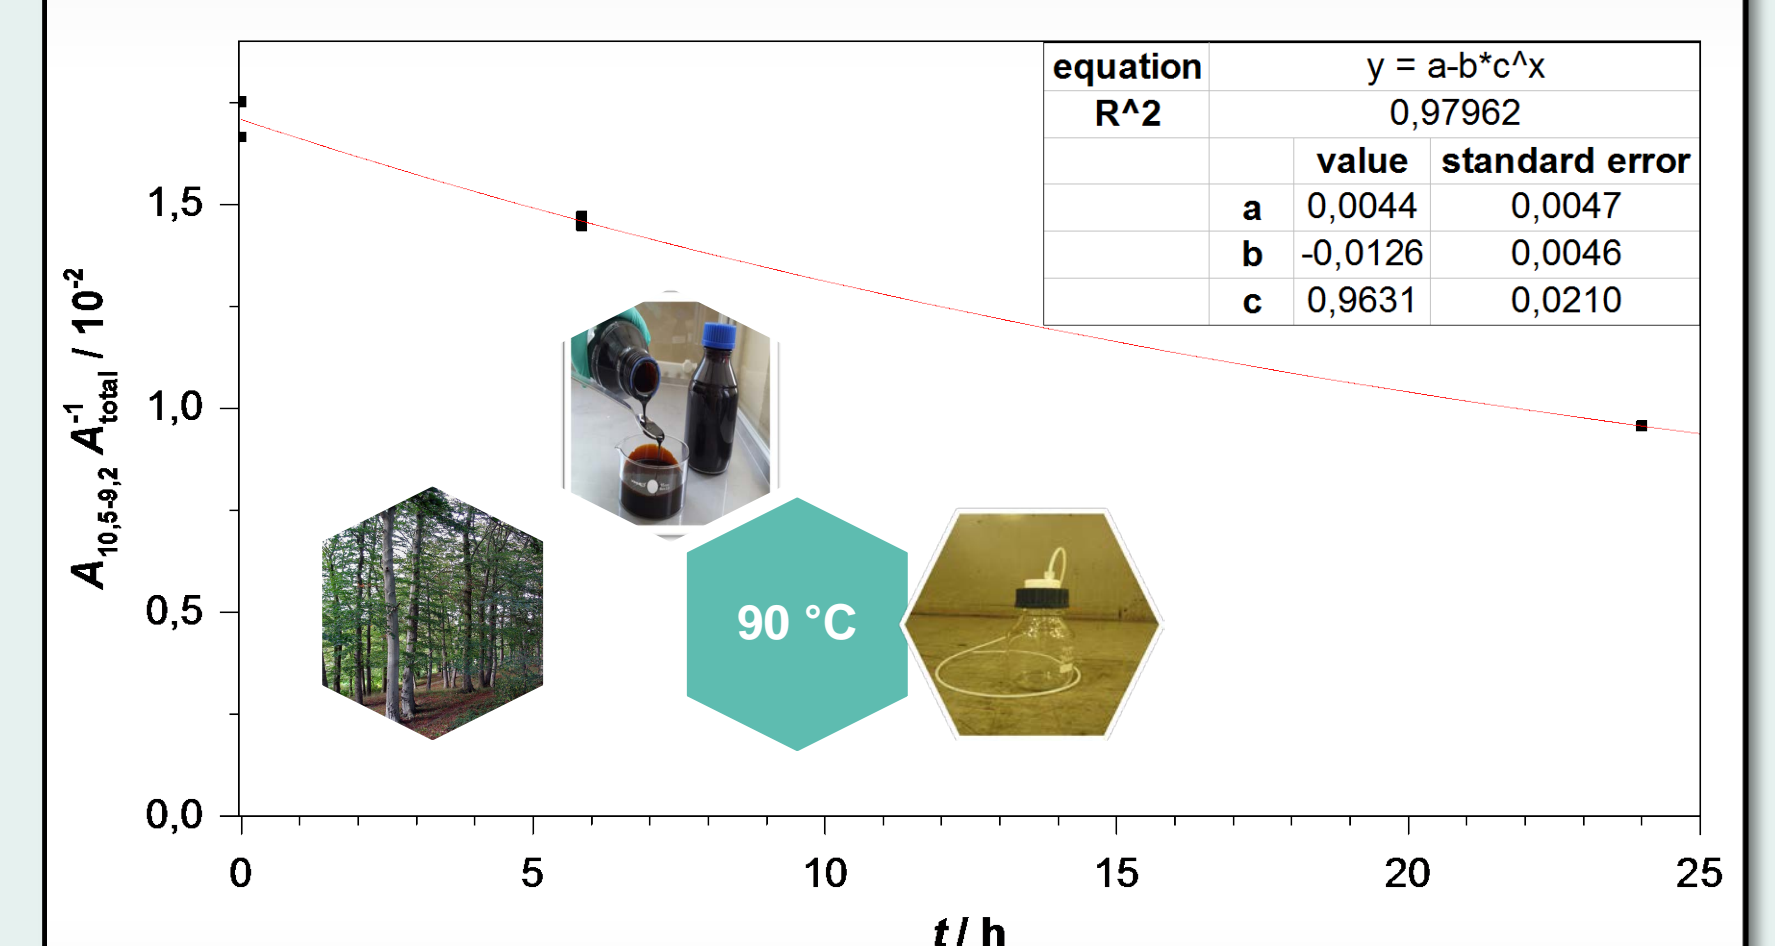 equation y = a-b*c^x
R^2 0,97962
value standard error
a 0,0044 0,0047
b -0,0126 0,0046
c 0,9631 0,0210
A10,5-9,2 A-1total / 10-2
1,5
1,0
0,5
0,0
90 °C
0 5 10 15 20 25
t / h